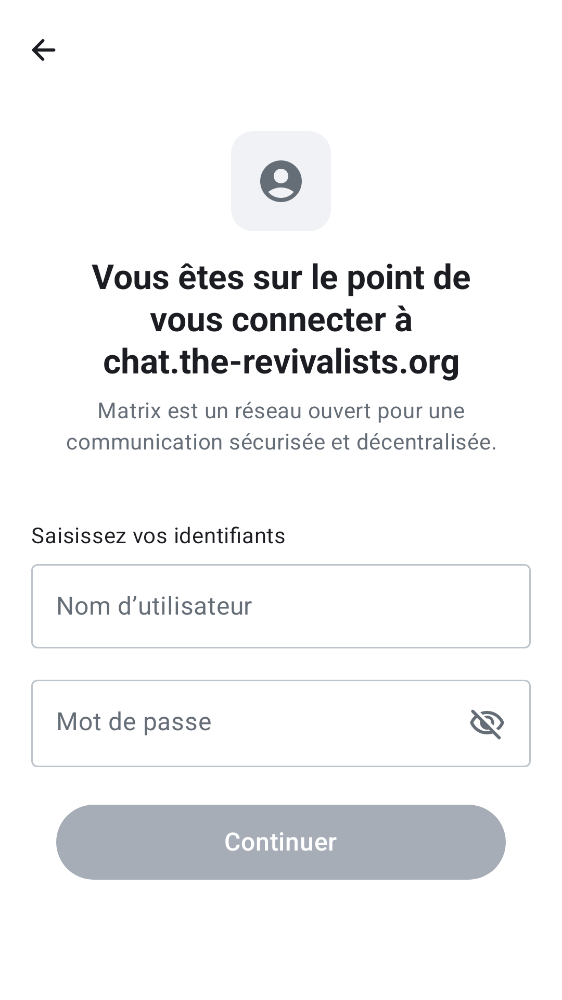 Vous êtes sur le point de
vous connecter à
chat.the-revivalists.org
Matrix est un réseau ouvert pour une
communication sécurisée et décentralisée.
Saisissez vos identifiants
Nom d’utilisateur
Mot de passe
Continuer